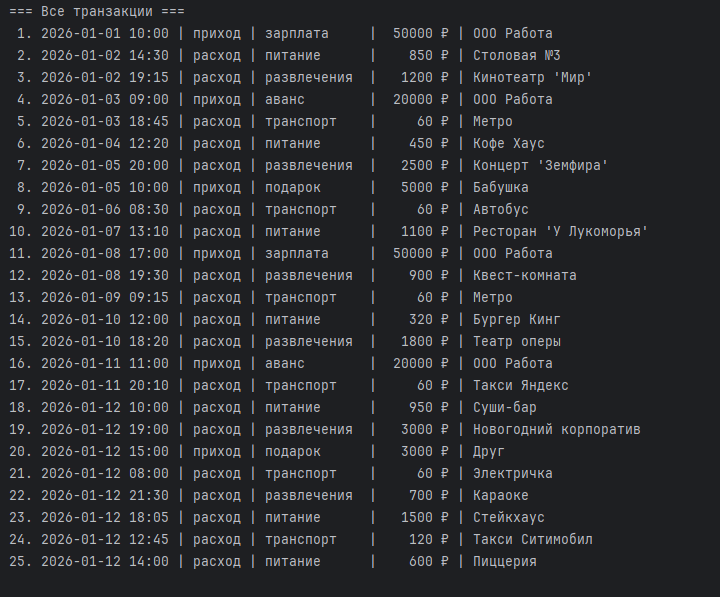 === Все транзакции ===
1. 2026-01-01 10:00 | приход | зарплата | 50000 ₽ | ООО Работа
2. 2026-01-02 14:30 | расход | питание | 850 ₽ | Столовая №3
3. 2026-01-02 19:15 | расход | развлечения | 1200 ₽ | Кинотеатр 'Мир'
4. 2026-01-03 09:00 | приход | аванс | 20000 ₽ | ООО Работа
5. 2026-01-03 18:45 | расход | транспорт | 60 ₽ | Метро
6. 2026-01-04 12:20 | расход | питание | 450 ₽ | Кофе Хаус
7. 2026-01-05 20:00 | расход | развлечения | 2500 ₽ | Концерт 'Земфира'
8. 2026-01-05 10:00 | приход | подарок | 5000 ₽ | Бабушка
9. 2026-01-06 08:30 | расход | транспорт | 60 ₽ | Автобус
10. 2026-01-07 13:10 | расход | питание | 1100 ₽ | Ресторан 'У Лукоморья'
11. 2026-01-08 17:00 | приход | зарплата | 50000 ₽ | ООО Работа
12. 2026-01-08 19:30 | расход | развлечения | 900 ₽ | Квест-комната
13. 2026-01-09 09:15 | расход | транспорт | 60 ₽ | Метро
14. 2026-01-10 12:00 | расход | питание | 320 ₽ | Бургер Кинг
15. 2026-01-10 18:20 | расход | развлечения | 1800 ₽ | Театр оперы
16. 2026-01-11 11:00 | приход | аванс | 20000 ₽ | ООО Работа
17. 2026-01-11 20:10 | расход | транспорт | 60 ₽ | Такси Яндекс
18. 2026-01-12 10:00 | расход | питание | 950 ₽ | Суши-бар
19. 2026-01-12 19:00 | расход | развлечения | 3000 ₽ | Новогодний корпоратив
20. 2026-01-12 15:00 | приход | подарок | 3000 ₽ | Друг
21. 2026-01-12 08:00 | расход | транспорт | 60 ₽ | Электричка
22. 2026-01-12 21:30 | расход | развлечения | 700 ₽ | Караоке
23. 2026-01-12 18:05 | расход | питание | 1500 ₽ | Стейкхаус
24. 2026-01-12 12:45 | расход | транспорт | 120 ₽ | Такси Ситимобил
25. 2026-01-12 14:00 | расход | питание | 600 ₽ | Пиццерия